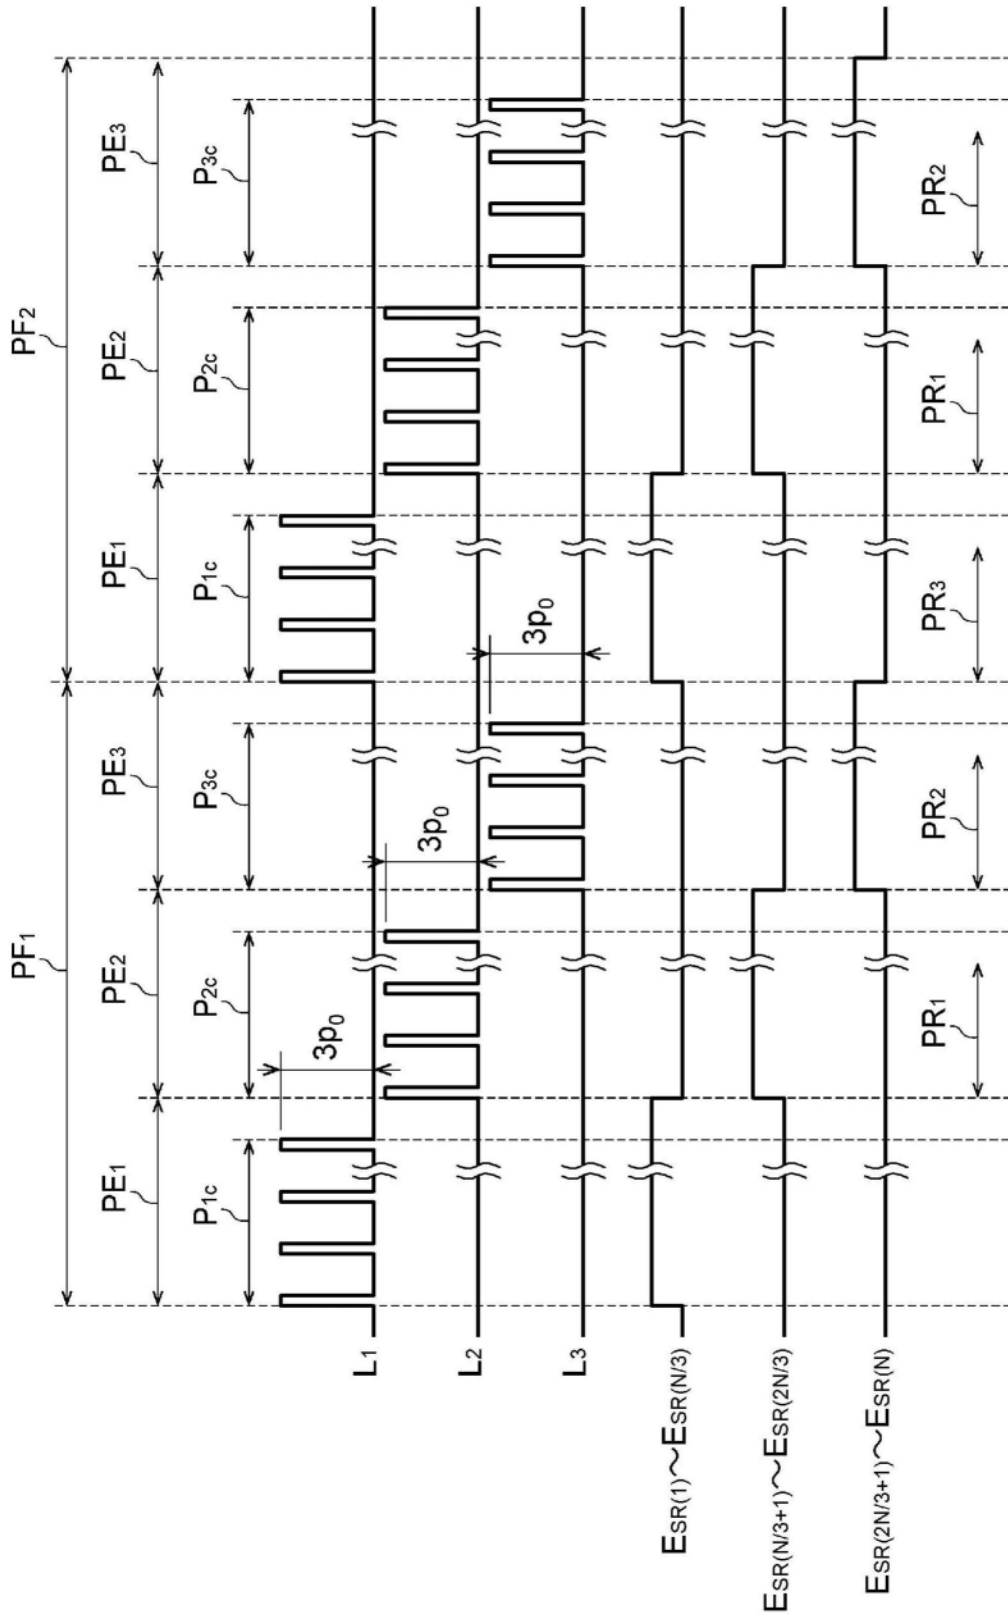 PF₁ PF₂
PE₁ PE₂ PE₃ PE₁ PE₂ PE₃
P₁c P₂c P₃c P₁c P₂c P₃c
3p₀
L₁
3p₀
L₂
3p₀
L₃
ESR(1)〜ESR(N/3)
ESR(N/3+1)〜ESR(2N/3)
ESR(2N/3+1)〜ESR(N)
PR₁ PR₂ PR₃ PR₁ PR₂